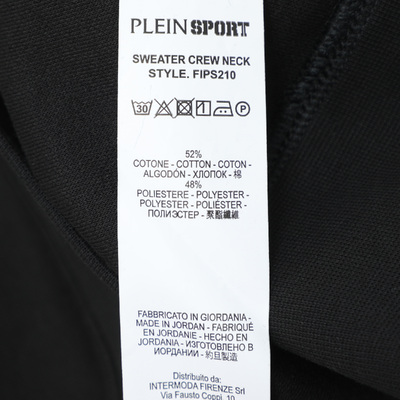 PLEIN SPORT
SWEATER CREW NECK
STYLE. FIPS210
30 1 P
52%
COTONE - COTTON - COTON -
ALGODÓN - ХЛОПОК - 棉
48%
POLIESTERE - POLYESTER -
POLYESTER - POLIÉSTER -
ПОЛИЭСТЕР - 聚酯纖維
FABBRICATO IN GIORDANIA -
MADE IN JORDAN - FABRIQUÉ
EN JORDANIE - HECHO EN
JORDANIA - ИЗГОТОВЛЕНО В
ИОРДАНИИ - 約旦製造
Distribuito da:
INTERMODA FIRENZE Srl
Via Fausto Coppi, 10